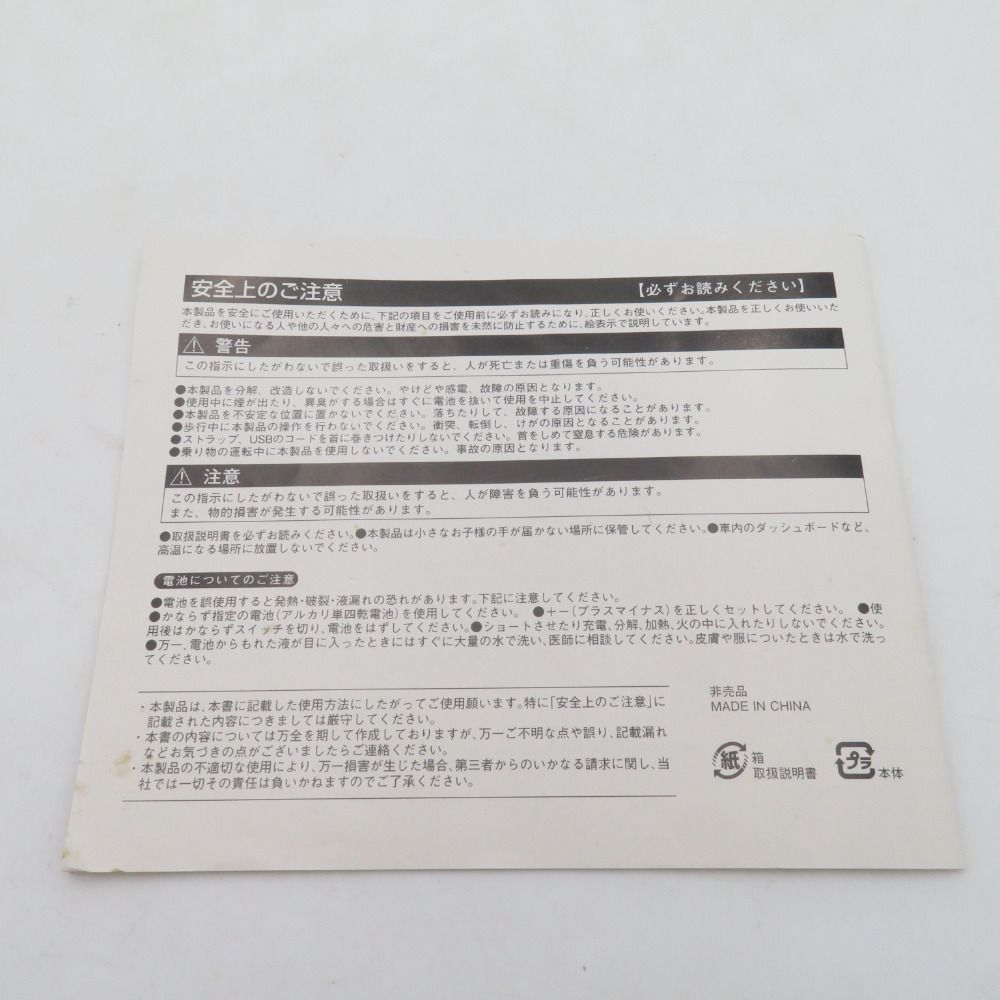 安全上のご注意 【必ずお読みください】
本製品を安全にご使用いただくために、下記の項目をご使用前に必ずお読みになり、正しくお使いください。本製品を正しくお使いいた
だき、お使いになる人や他の人々への危害と財産への損害を未然に防止するために、絵表示で説明しています。
⚠ 警告
この指示にしたがわないで誤った取扱いをすると、人が死亡または重傷を負う可能性があります。
●本製品を分解、改造しないでください。やけどや感電、故障の原因となります。
●使用中に煙が出たり、異臭がする場合はすぐに電池を抜いて使用を中止してください。
●本製品を不安定な位置に置かないでください。落ちたりして、故障する原因になることがあります。
●歩行中に本製品の操作を行わないでください。衝突、転倒し、けがの原因となることがあります。
●ストラップ、USBのコードを首に巻きつけたりしないでください。首をしめて窒息する危険があります。
●乗り物の運転中に本製品を使用しないでください。事故の原因となります。
⚠ 注意
この指示にしたがわないで誤った取扱いをすると、人が障害を負う可能性があります。
また、物的損害が発生する可能性があります。
●取扱説明書を必ずお読みください。●本製品は小さなお子様の手が届かない場所に保管してください。●車内のダッシュボードなど、
高温になる場所に放置しないでください。
電池についてのご注意
●電池を誤使用すると発熱・破裂・液漏れの恐れがあります。下記に注意してください。
●かならず指定の電池(アルカリ単四乾電池)を使用してください。 ●+-(プラスマイナス)を正しくセットしてください。 ●使
用後はかならずスイッチを切り、電池をはずしてください。●ショートさせたり充電、分解、加熱、火の中に入れたりしないでください。
●万一、電池からもれた液が目に入ったときにはすぐに大量の水で洗い、医師に相談してください。皮膚や服についたときは水で洗っ
てください。
・本製品は、本書に記載した使用方法にしたがってご使用願います。特に「安全上のご注意」に
記載された内容につきましては厳守してください。
・本書の内容については万全を期して作成しておりますが、万一ご不明な点や誤り、記載漏れ
などお気づきの点がございましたらご連絡ください。
・本製品の不適切な使用により、万一損害が生じた場合、第三者からのいかなる請求に関し、当
社では一切その責任は負いかねますのでご了承ください。
非売品
MADE IN CHINA
紙 箱
取扱説明書
プラ 本体